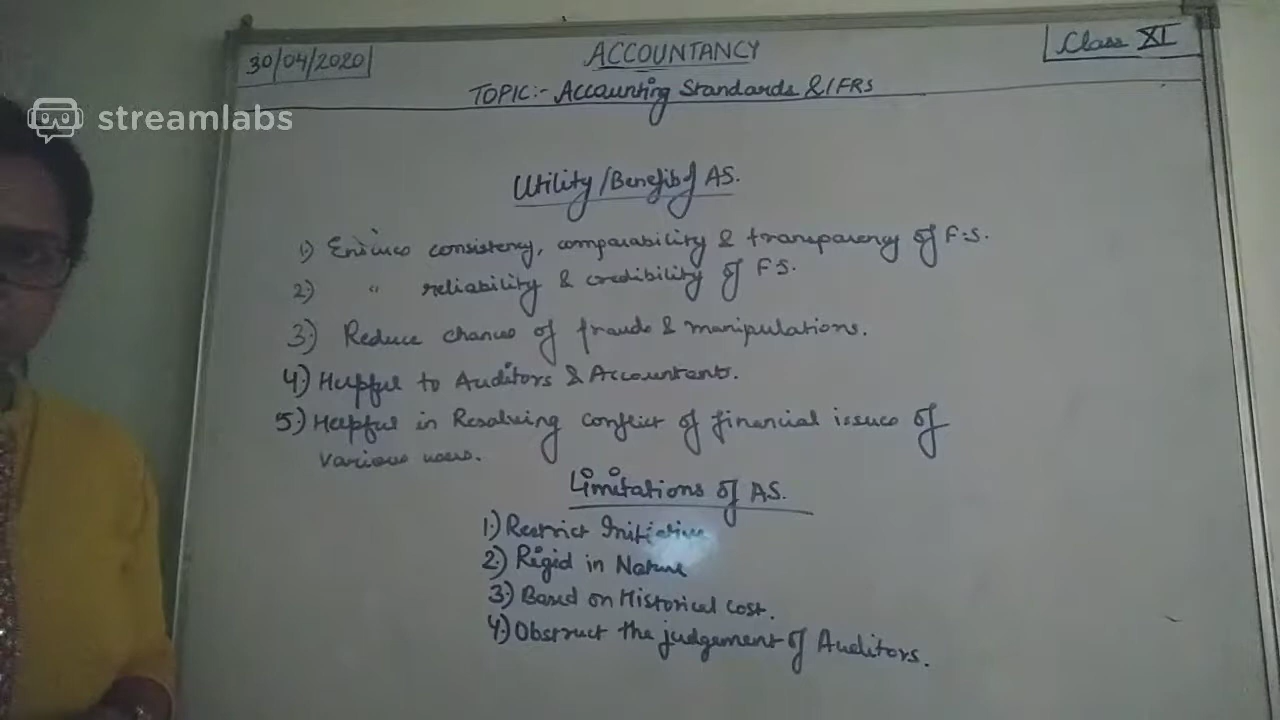 30/04/2020
ACCOUNTANCY
Class XI
TOPIC:- Accounting Standards & IFRS
streamlabs
Utility/Benefits of AS.
1) Ensures consistency, comparability & transparency of F.S.
2) " reliability & credibility of F.S.
3) Reduce chances of frauds & manipulations.
4) Helpful to Auditors & Accountants.
5.) Helpful in Resolving conflict of financial issues of
various users.
Limitations of AS.
1.) Restrict Initiative
2.) Rigid in Nature
3.) Based on Historical Cost.
4.) Obstruct the judgement of Auditors.